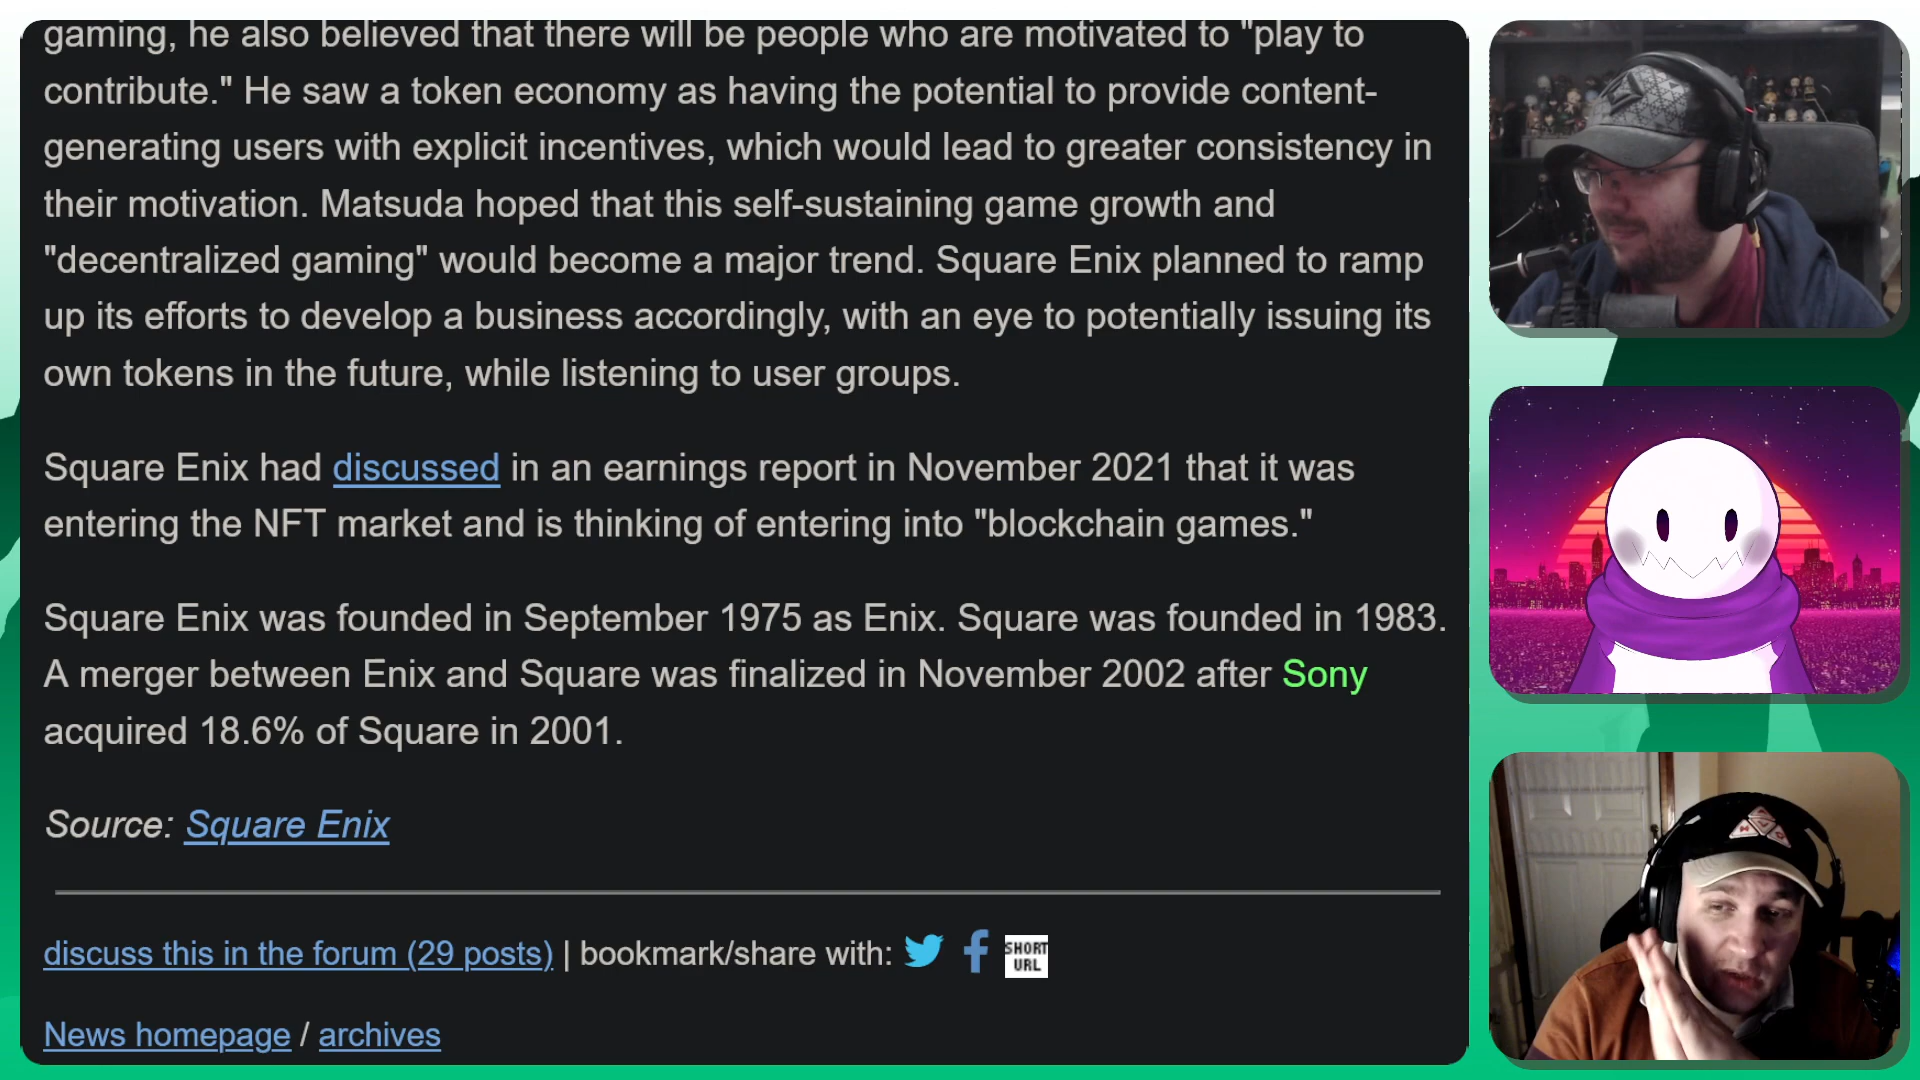 gaming, he also believed that there will be people who are motivated to "play to
contribute." He saw a token economy as having the potential to provide content-
generating users with explicit incentives, which would lead to greater consistency in
their motivation. Matsuda hoped that this self-sustaining game growth and
"decentralized gaming" would become a major trend. Square Enix planned to ramp
up its efforts to develop a business accordingly, with an eye to potentially issuing its
own tokens in the future, while listening to user groups.
Square Enix had discussed in an earnings report in November 2021 that it was
entering the NFT market and is thinking of entering into "blockchain games."
Square Enix was founded in September 1975 as Enix. Square was founded in 1983.
A merger between Enix and Square was finalized in November 2002 after Sony
acquired 18.6% of Square in 2001.
Source: Square Enix
discuss this in the forum (29 posts) | bookmark/share with:
SHORT
URL
News homepage / archives